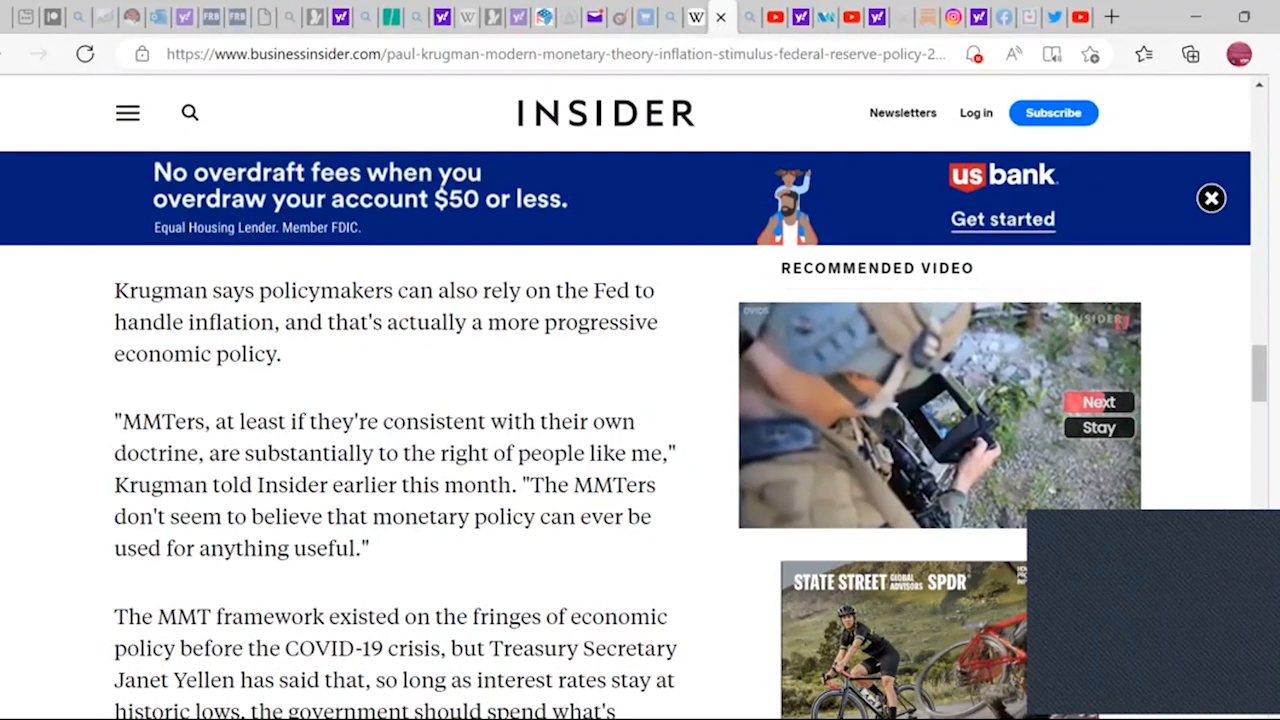 https://www.businessinsider.com/paul-krugman-modern-monetary-theory-inflation-stimulus-federal-reserve-policy-2...
INSIDER
Newsletters
Log in
Subscribe
No overdraft fees when you
overdraw your account $50 or less.
Equal Housing Lender. Member FDIC.
us bank
Get started
Krugman says policymakers can also rely on the Fed to
handle inflation, and that's actually a more progressive
economic policy.
"MMTers, at least if they're consistent with their own
doctrine, are substantially to the right of people like me,"
Krugman told Insider earlier this month. "The MMTers
don't seem to believe that monetary policy can ever be
used for anything useful."
The MMT framework existed on the fringes of economic
policy before the COVID-19 crisis, but Treasury Secretary
Janet Yellen has said that, so long as interest rates stay at
historic lows, the government should spend what's
RECOMMENDED VIDEO
DVIDS
INSIDER
Next
Stay
STATE STREET GLOBAL ADVISORS SPDR